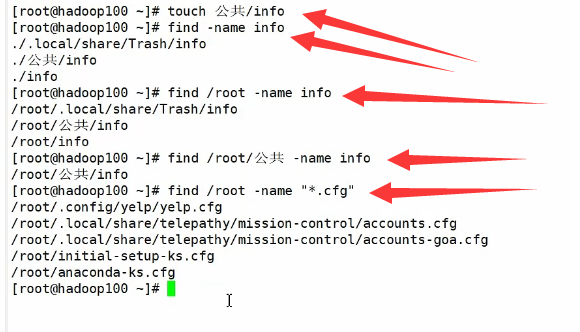 [root@hadoop100 ~]# touch 公共/info
[root@hadoop100 ~]# find -name info
./.local/share/Trash/info
./公共/info
./info
[root@hadoop100 ~]# find /root -name info
/root/.local/share/Trash/info
/root/公共/info
/root/info
[root@hadoop100 ~]# find /root/公共 -name info
/root/公共/info
[root@hadoop100 ~]# find /root -name "*.cfg"
/root/.config/yelp/yelp.cfg
/root/.local/share/telepathy/mission-control/accounts.cfg
/root/.local/share/telepathy/mission-control/accounts-goa.cfg
/root/initial-setup-ks.cfg
/root/anaconda-ks.cfg
[root@hadoop100 ~]#